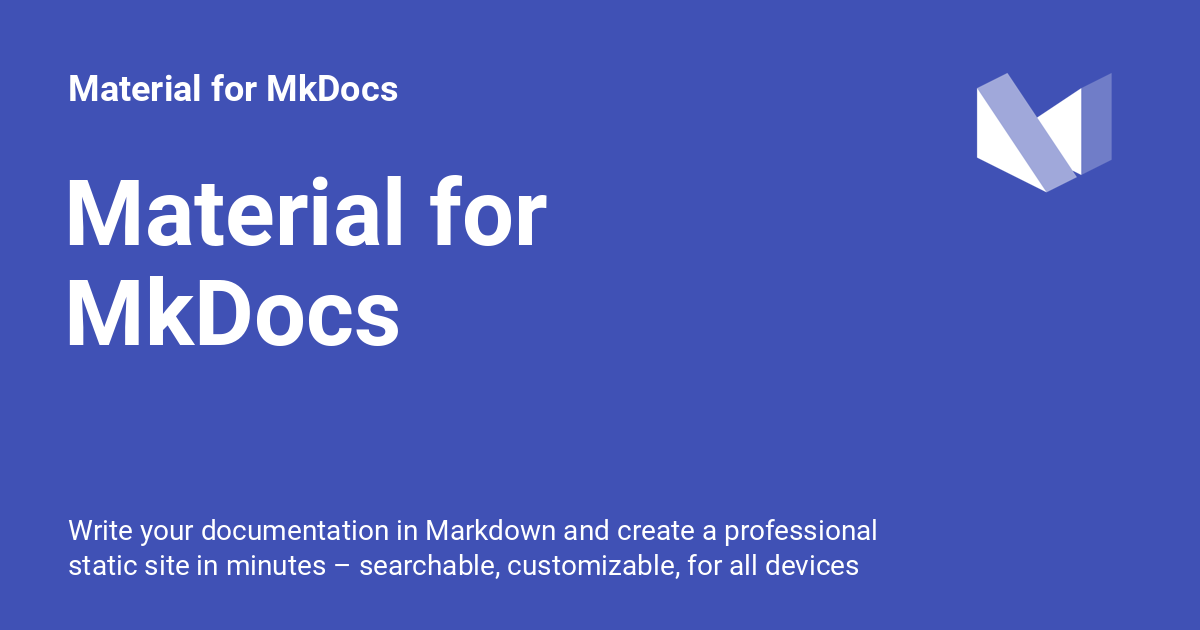 Material for MkDocs
Material for
MkDocs
Write your documentation in Markdown and create a professional
static site in minutes – searchable, customizable, for all devices